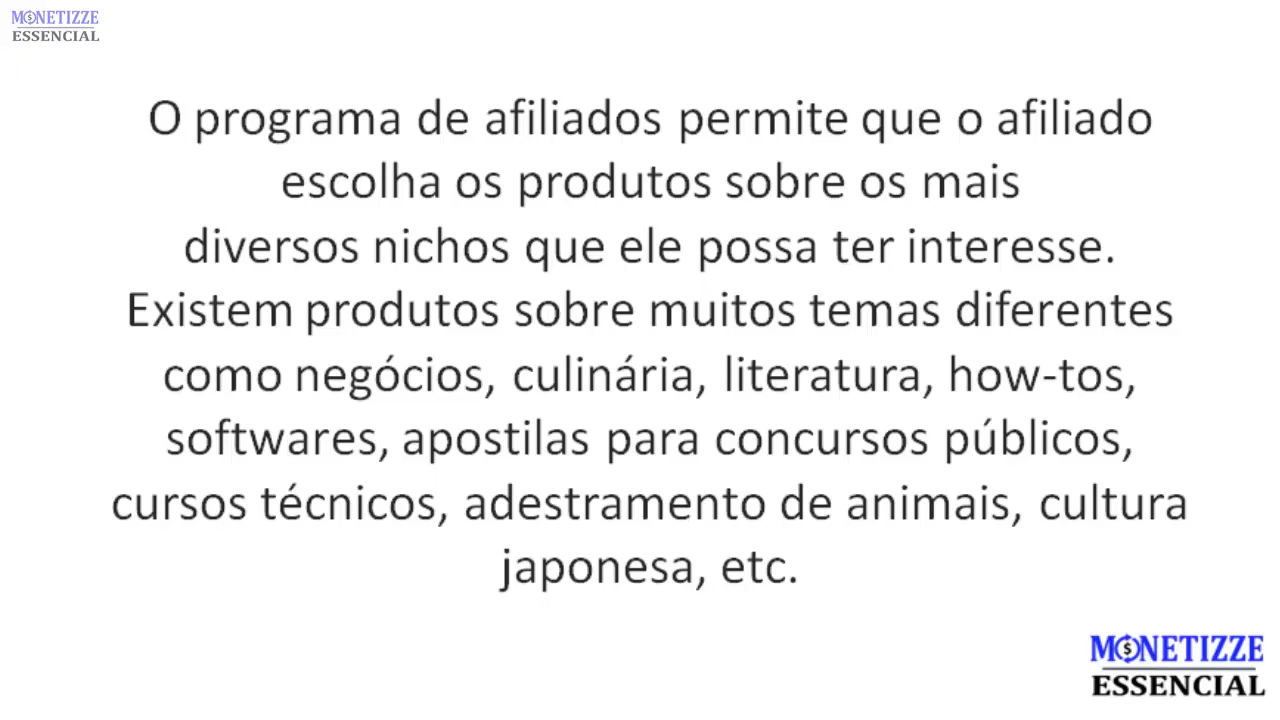 MONETIZZE
ESSENCIAL
O programa de afiliados permite que o afiliado
escolha os produtos sobre os mais
diversos nichos que ele possa ter interesse.
Existem produtos sobre muitos temas diferentes
como negócios, culinária, literatura, how-tos,
softwares, apostilas para concursos públicos,
cursos técnicos, adestramento de animais, cultura
japonesa, etc.
MONETIZZE
ESSENCIAL